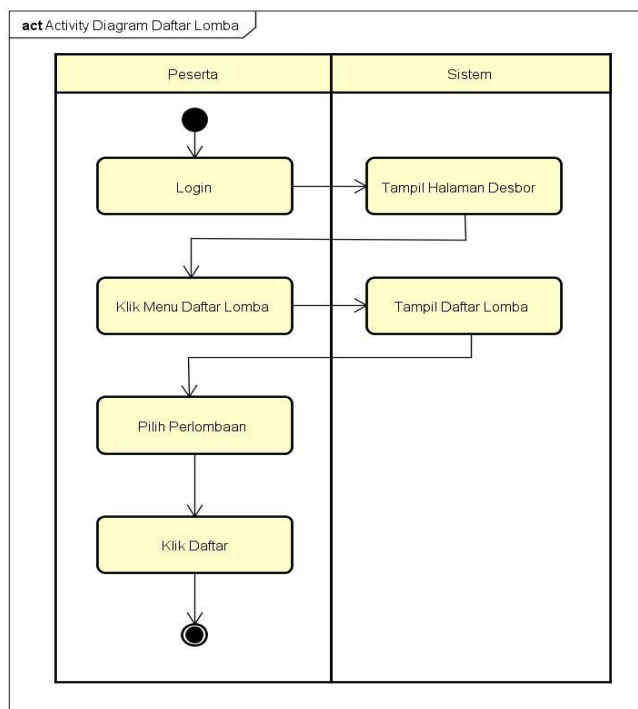 act Activity Diagram Daftar Lomba
Peserta
Sistem
Login
Tampil Halaman Desbor
Klik Menu Daftar Lomba
Tampil Daftar Lomba
Pilih Perlombaan
Klik Daftar